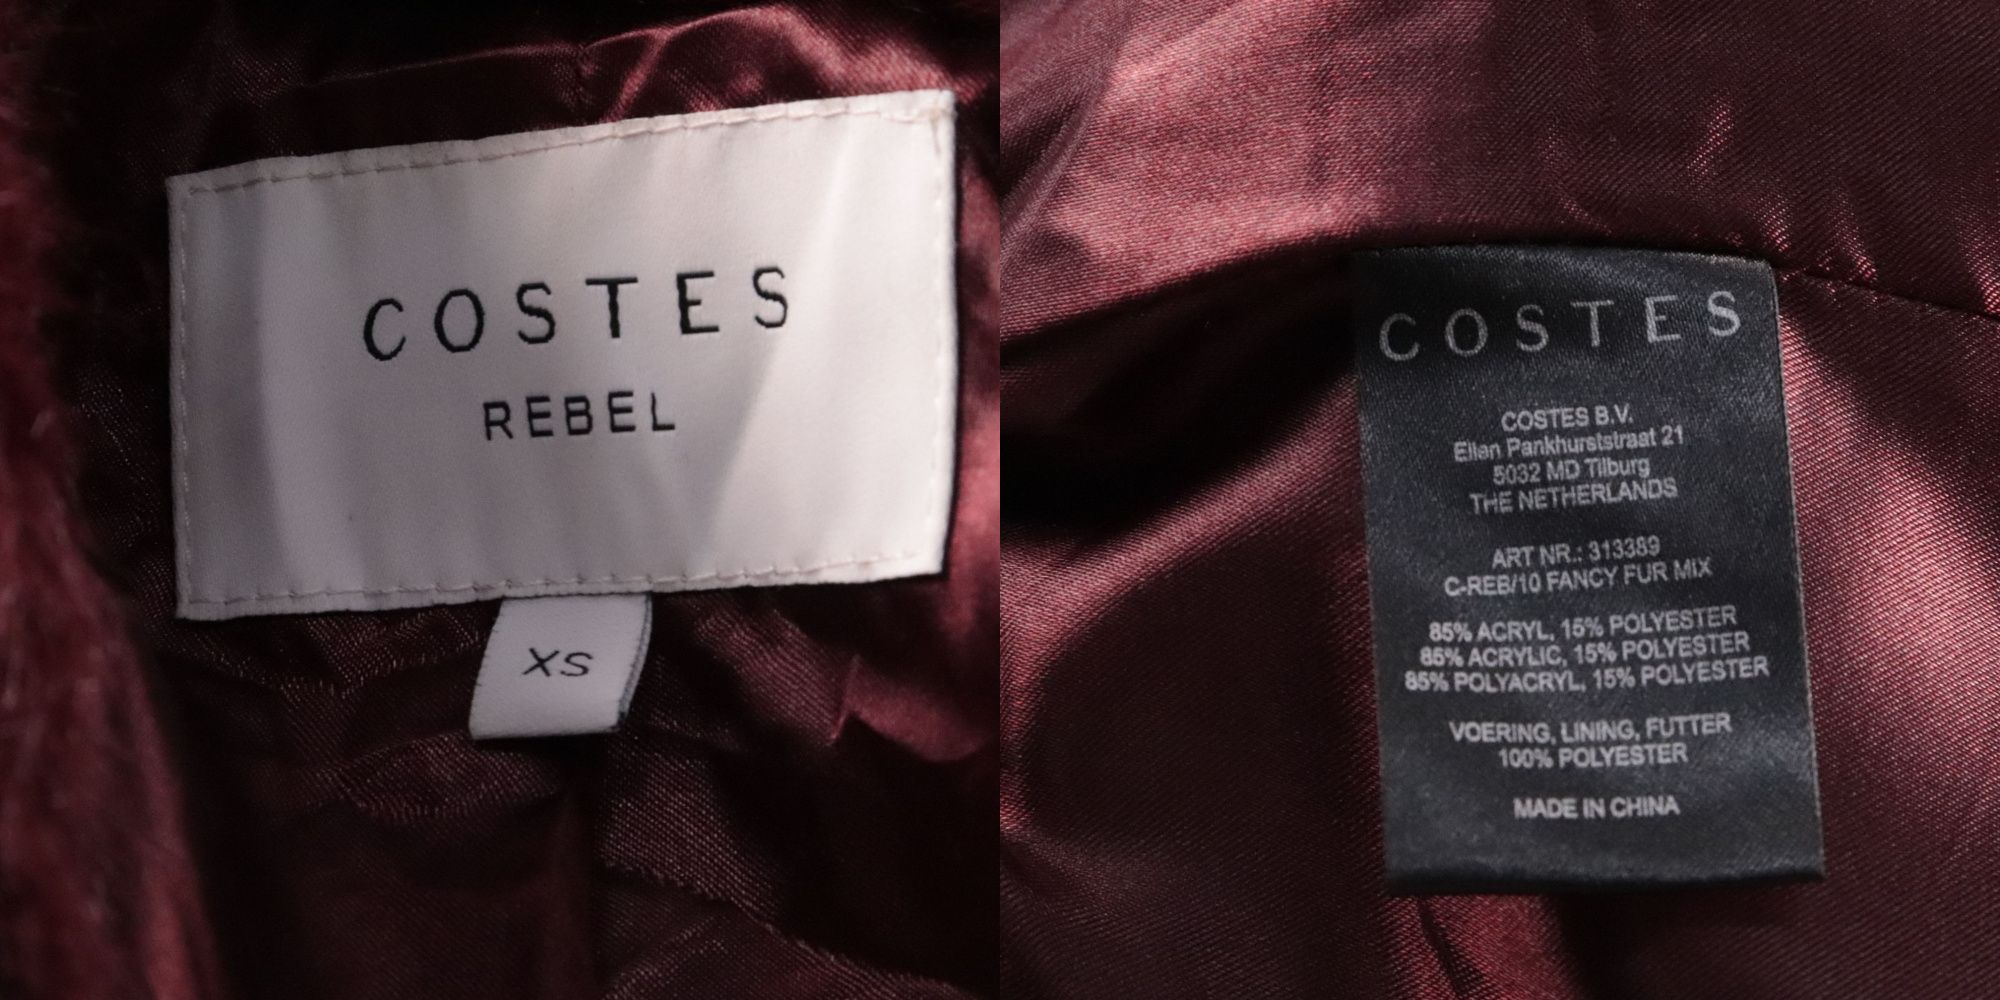 COSTES
REBEL
XS
COSTES
COSTES B.V.
Ellen Pankhurststraat 21
5032 MD Tilburg
THE NETHERLANDS
ART NR.: 313389
C-REB/10 FANCY FUR MIX
85% ACRYL, 15% POLYESTER
85% ACRYLIC, 15% POLYESTER
85% POLYACRYL, 15% POLYESTER
VOERING, LINING, FUTTER
100% POLYESTER
MADE IN CHINA